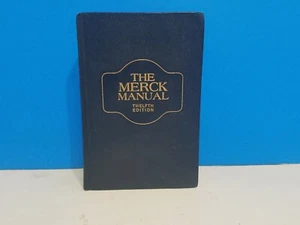 THE
MERCK
MANUAL
TWELFTH
EDITION